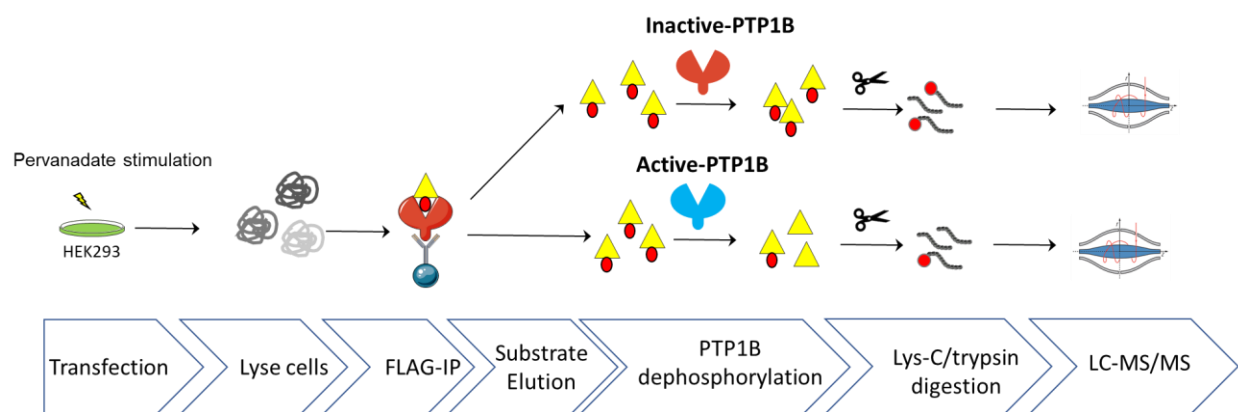 Inactive-PTP1B
Pervanadate stimulation
HEK293
Active-PTP1B
Transfection
Lyse cells
FLAG-IP
Substrate
Elution
PTP1B
dephosphorylation
Lys-C/trypsin
digestion
LC-MS/MS